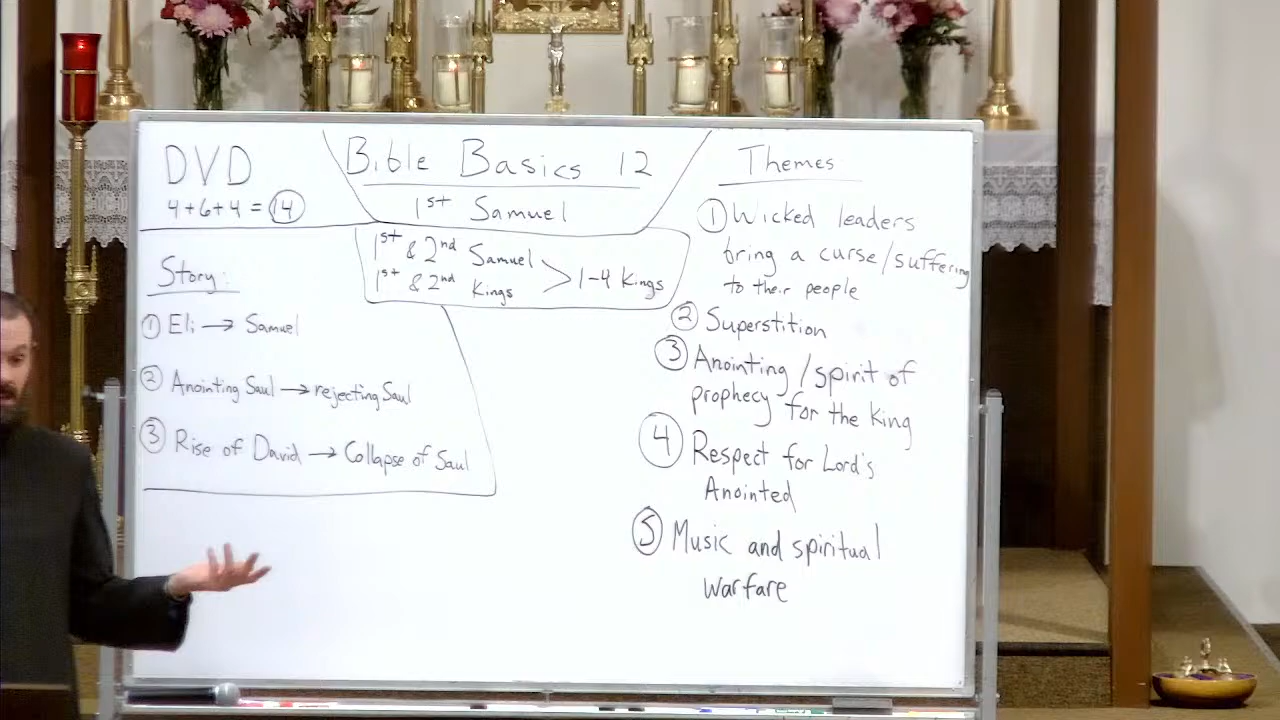 DVD
4+6+4 = 14
Bible Basics 12
1st Samuel
1st & 2nd Samuel
1st & 2nd Kings
> 1-4 Kings
Story:
① Eli → Samuel
② Anointing Saul → rejecting Saul
③ Rise of David → Collapse of Saul
Themes
① Wicked leaders
bring a curse/suffering
to their people
② Superstition
③ Anointing/spirit of
prophecy for the king
④ Respect for Lord's
Anointed
⑤ Music and spiritual
warfare